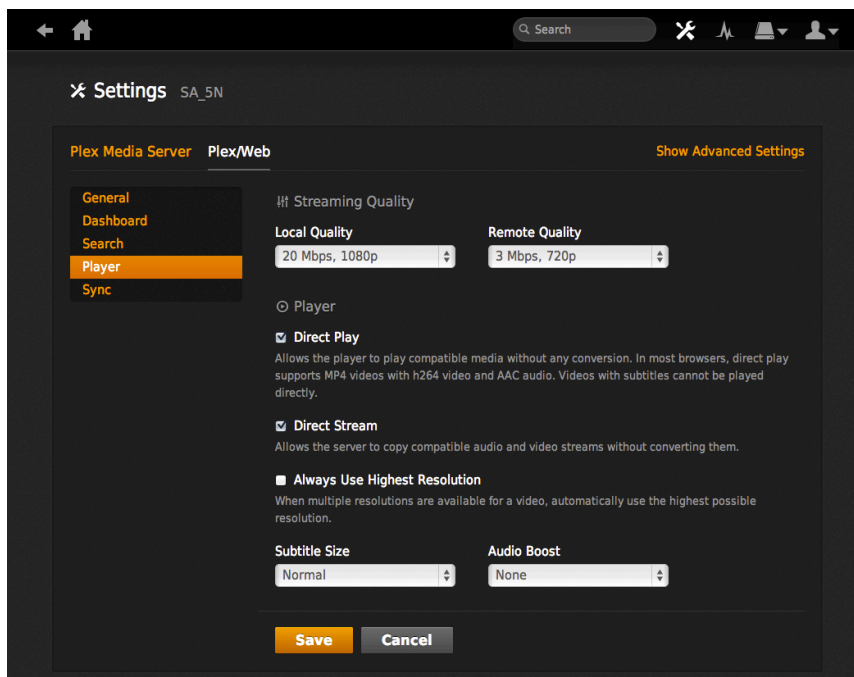 Search
Settings SA_5N
Plex Media Server Plex/Web Show Advanced Settings
General
Dashboard
Search
Player
Sync
Streaming Quality
Local Quality Remote Quality
20 Mbps, 1080p 3 Mbps, 720p
Player
Direct Play
Allows the player to play compatible media without any conversion. In most browsers, direct play
supports MP4 videos with h264 video and AAC audio. Videos with subtitles cannot be played
directly.
Direct Stream
Allows the server to copy compatible audio and video streams without converting them.
Always Use Highest Resolution
When multiple resolutions are available for a video, automatically use the highest possible
resolution.
Subtitle Size Audio Boost
Normal None
Save Cancel